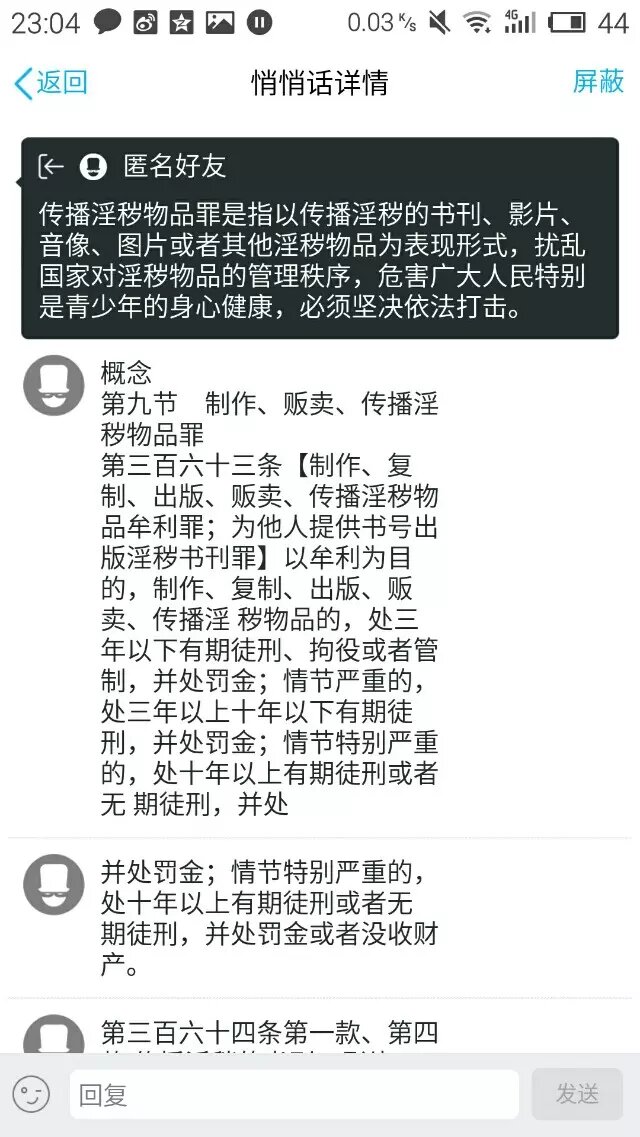 23:04
0.03 K/s
4G
44
返回
悄悄话详情
屏蔽
匿名好友
传播淫秽物品罪是指以传播淫秽的书刊、影片、
音像、图片或者其他淫秽物品为表现形式，扰乱
国家对淫秽物品的管理秩序，危害广大人民特别
是青少年的身心健康，必须坚决依法打击。
概念
第九节　制作、贩卖、传播淫
秽物品罪
第三百六十三条【制作、复
制、出版、贩卖、传播淫秽物
品牟利罪；为他人提供书号出
版淫秽书刊罪】以牟利为目
的，制作、复制、出版、贩
卖、传播淫 秽物品的，处三
年以下有期徒刑、拘役或者管
制，并处罚金；情节严重的，
处三年以上十年以下有期徒
刑，并处罚金；情节特别严重
的，处十年以上有期徒刑或者
无 期徒刑，并处
并处罚金；情节特别严重的，
处十年以上有期徒刑或者无
期徒刑，并处罚金或者没收财
产。
第三百六十四条第一款、第四
回复
发送